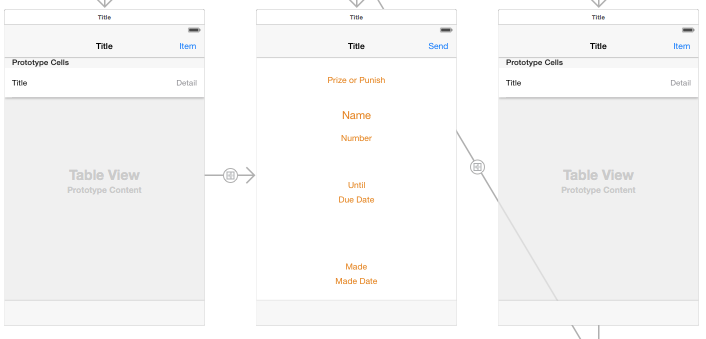 Title
Title
Item
Prototype Cells
Title
Detail
Table View
Prototype Content
Title
Title
Send
Prize or Punish
Name
Number
Until
Due Date
Made
Made Date
Title
Title
Item
Prototype Cells
Title
Detail
Table View
Prototype Content